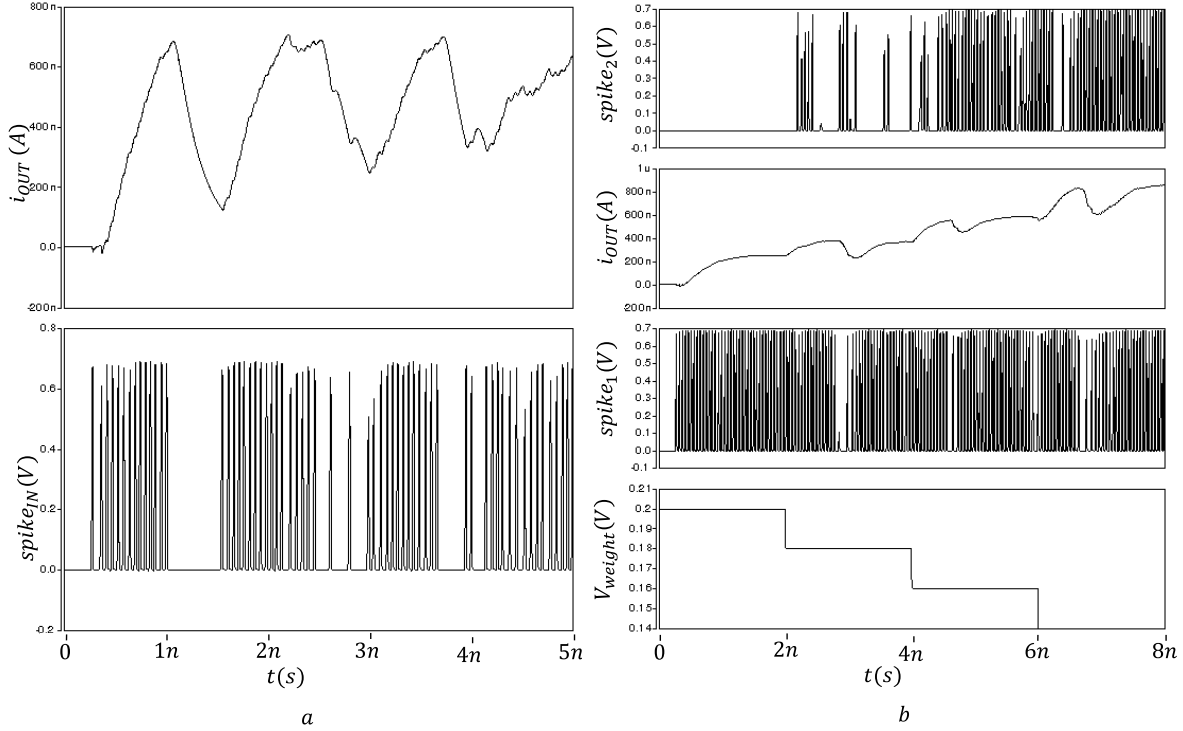 800n
600n
400n
200n
0.0
200n
i_OUT (A)
0.8
0.6
0.4
0.2
0.0
-0.2
spike_IN(V)
0 1n 2n 3n 4n 5n
t(s)
a
0.7
0.6
0.5
0.4
0.3
0.2
0.1
0.0
-0.1
spike_2(V)
1u
800n
600n
400n
200n
0.0
200n
i_OUT(A)
0.7
0.6
0.5
0.4
0.3
0.2
0.1
0.0
-0.1
spike_1(V)
0.21
0.2
0.19
0.18
0.17
0.16
0.15
0.14
V_weight(V)
0 2n 4n 6n 8n
t(s)
b